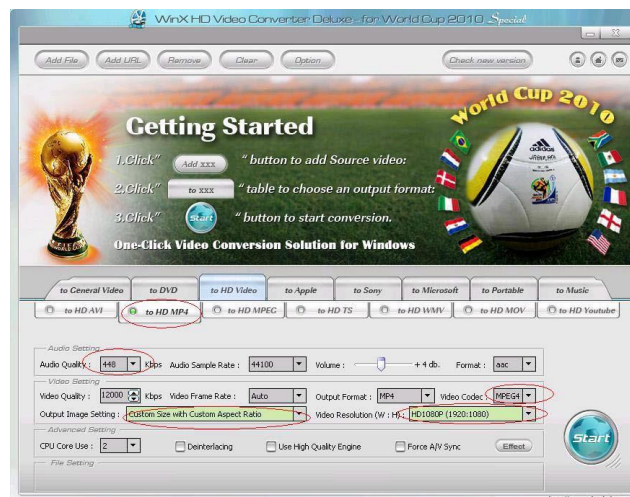 WinX HD Video Converter Deluxe - for World Cup 2010 Special
Add File Add URL Remove Clear Option Check new version
World Cup 2010
Getting Started
1.Click" Add xxx " button to add Source video:
2.Click" to xxx " table to choose an output format:
3.Click" Start " button to start conversion.
One-Click Video Conversion Solution for Windows
adidas
to General Video to DVD to HD Video to Apple to Sony to Microsoft to Portable to Music
to HD AVI to HD MP4 to HD MPEG to HD TS to HD WMV to HD MOV to HD Youtube
Audio Setting
Audio Quality : 448 Kbps Audio Sample Rate : 44100 Volume : + 4 db. Format : aac
Video Setting
Video Quality : 12000 Kbps Video Frame Rate : Auto Output Format : MP4 Video Codec : MPEG4
Output Image Setting : Custom Size with Custom Aspect Ratio Video Resolution (W : H) : HD1080P (1920:1080)
Advanced Setting
CPU Core Use : 2 Deinterlacing Use High Quality Engine Force A/V Sync Effect
Start
File Setting